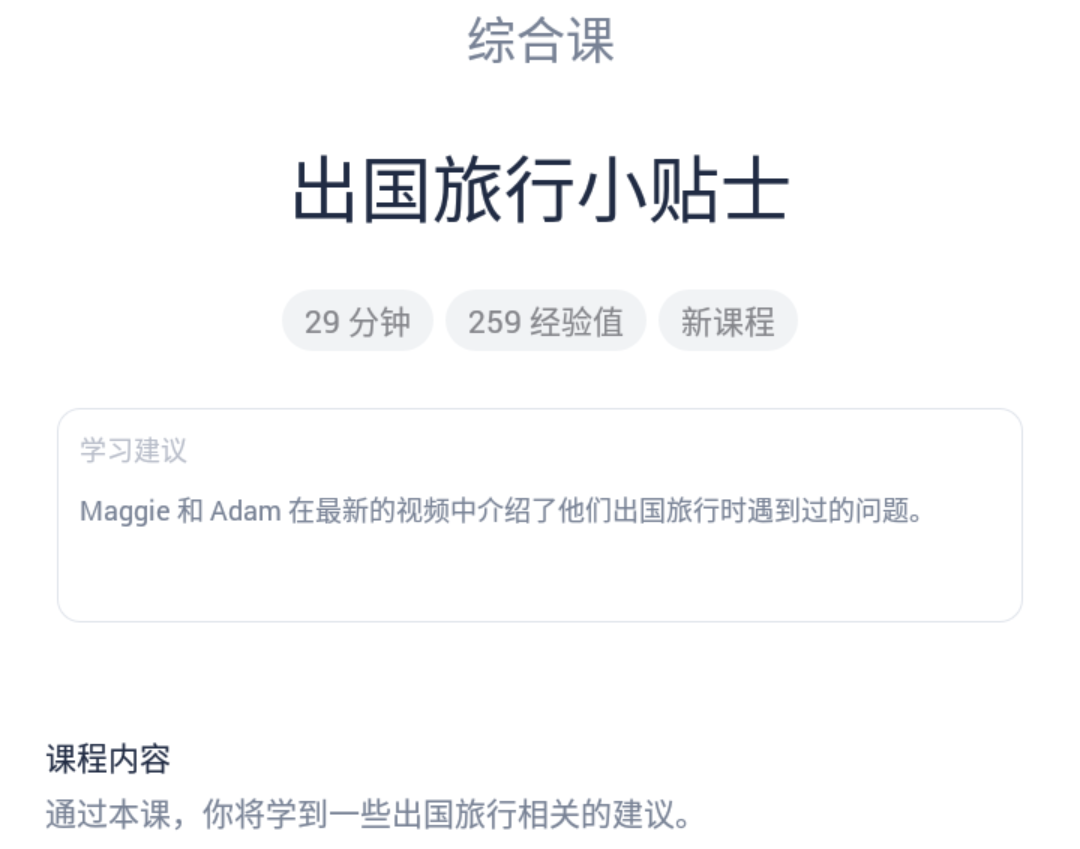 综合课
出国旅行小贴士
29 分钟 259 经验值 新课程
学习建议
Maggie 和 Adam 在最新的视频中介绍了他们出国旅行时遇到过的问题。
课程内容
通过本课，你将学到一些出国旅行相关的建议。